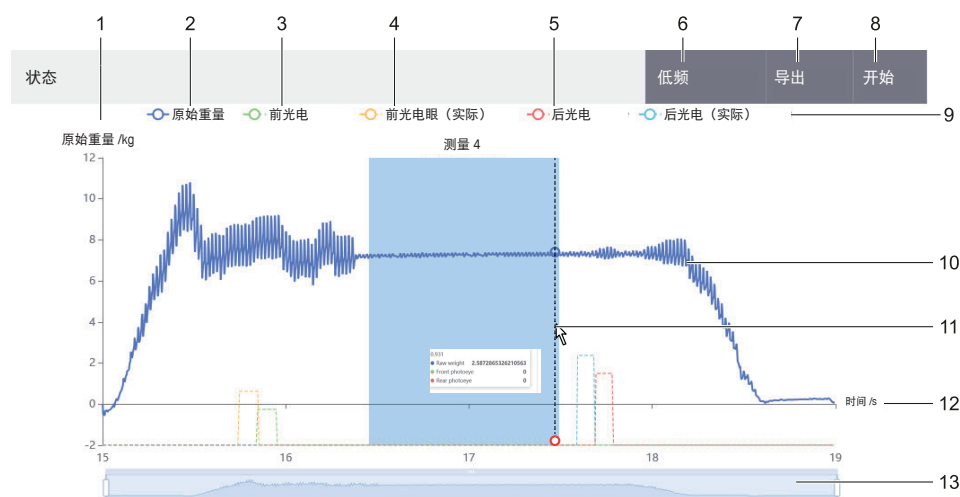 1 2 3 4 5 6 7 8
状态 低频 导出 开始
原始重量 前光电 前光电眼（实际） 后光电 后光电（实际） 9
原始重量 /kg
测量 4
12
10
8
10
6
4
11
0.931
Raw weight 2.5872865326210563
2
Front photoeye 0
Rear photoeye 0
0 时间 /s 12
-2
15 16 17 18 19
13